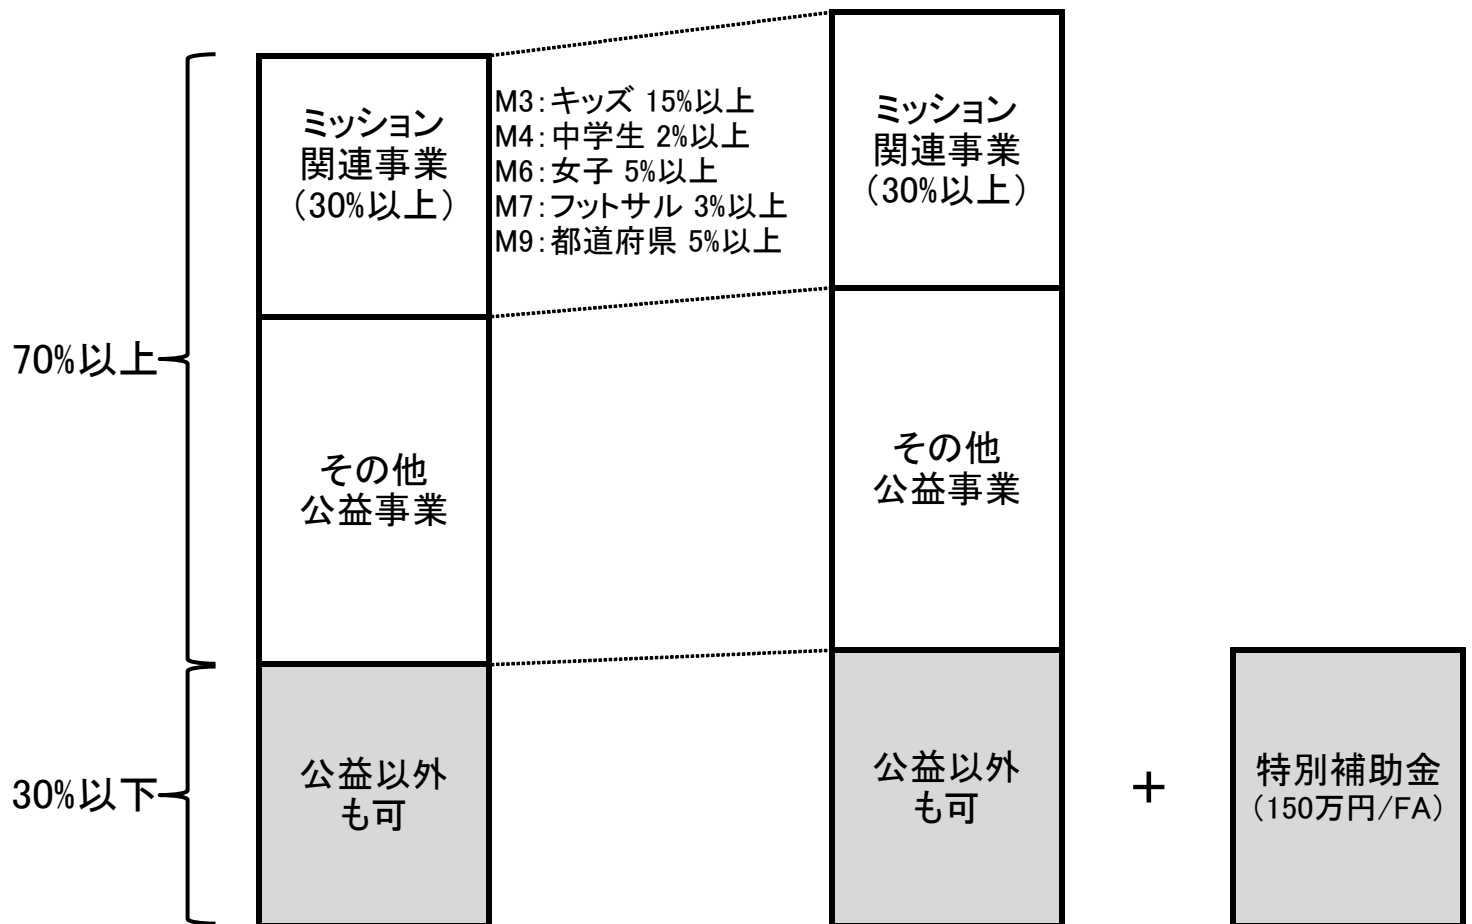 ミッション
関連事業
(30%以上)
M3:キッズ 15%以上
M4:中学生 2%以上
M6:女子 5%以上
M7:フットサル 3%以上
M9:都道府県 5%以上
ミッション
関連事業
(30%以上)
70%以上
その他
公益事業
その他
公益事業
30%以下
公益以外
も可
公益以外
も可
+
特別補助金
(150万円/FA)